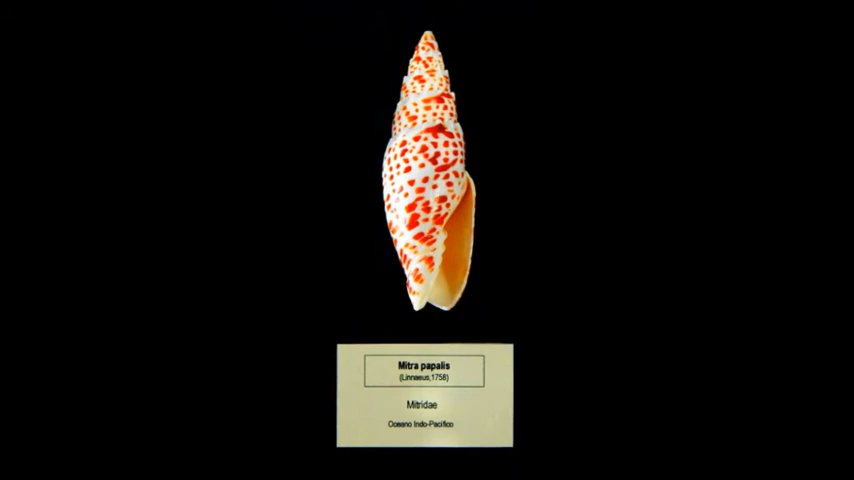 Mitra papalis
(Linnaeus,1758)
Mitridae
Oceano Indo-Pacifico